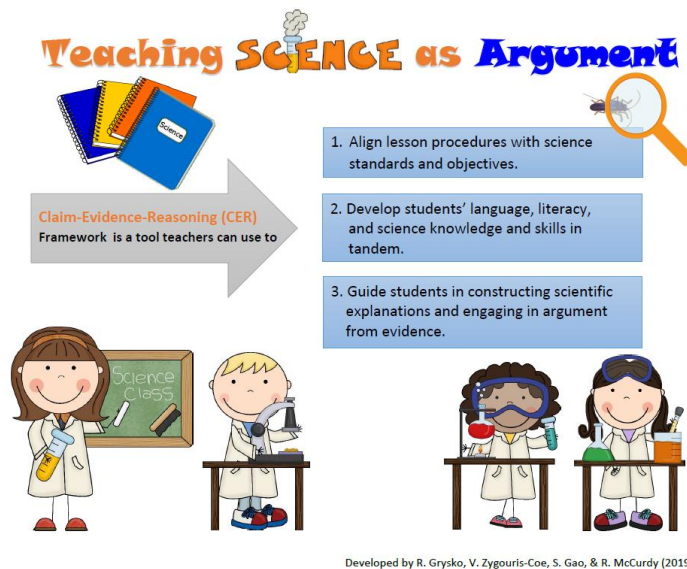 Teaching SCIENCE as Argument
Science
1. Align lesson procedures with science
standards and objectives.
Claim-Evidence-Reasoning (CER)
Framework is a tool teachers can use to
2. Develop students' language, literacy,
and science knowledge and skills in
tandem.
3. Guide students in constructing scientific
explanations and engaging in argument
from evidence.
Science
Class
Developed by R. Grysko, V. Zygouris-Coe, S. Gao, & R. McCurdy (2019